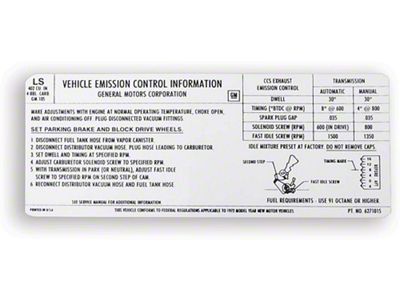 LS
402 CU. IN.
4 BBL. CARB
GM 105
VEHICLE EMISSION CONTROL INFORMATION
GENERAL MOTORS CORPORATION
GM
MAKE ADJUSTMENTS WITH ENGINE AT NORMAL OPERATING TEMPERATURE, CHOKE OPEN,
AND AIR CONDITIONING OFF. PLUG DISCONNECTED VACUUM FITTINGS
SET PARKING BRAKE AND BLOCK DRIVE WHEELS.
1 DISCONNECT FUEL TANK HOSE FROM VAPOR CANISTER.
2 DISCONNECT DISTRIBUTOR VACUUM HOSE, PLUG HOSE LEADING TO CARBURETOR.
3 SET DWELL AND TIMING AT SPECIFIED RPM.
4 ADJUST CARBURETOR SOLENOID SCREW TO SPECIFIED RPM.
5 WITH TRANSMISSION IN PARK (OR NEUTRAL), ADJUST FAST IDLE
SCREW TO SPECIFIED RPM ON SECOND STEP OF CAM.
6 RECONNECT DISTRIBUTOR VACUUM HOSE AND FUEL TANK HOSE
CCS EXHAUST
EMISSION CONTROL
TRANSMISSION
AUTOMATIC MANUAL
DWELL 30° 30°
TIMING (°BTDC @ RPM) 8° @ 600 4° @ 800
SPARK PLUG GAP .035 .035
SOLENOID SCREW (RPM) 600 (IN DRIVE) 800
FAST IDLE SCREW (RPM) 1500 1350
IDLE MIXTURE PRESET AT FACTORY. DO NOT REMOVE CAPS.
SECOND STEP
TIMING MARK
FAST IDLE SCREW
FUEL REQUIREMENTS - USE 91 OCTANE OR HIGHER.
SEE SERVICE MANUAL FOR ADDITIONAL INFORMATION
PRINTED IN U.S.A.
THIS VEHICLE CONFORMS TO FEDERAL REGULATIONS APPLICABLE TO 1972 MODEL YEAR NEW MOTOR VEHICLES
PT. NO. 6271015